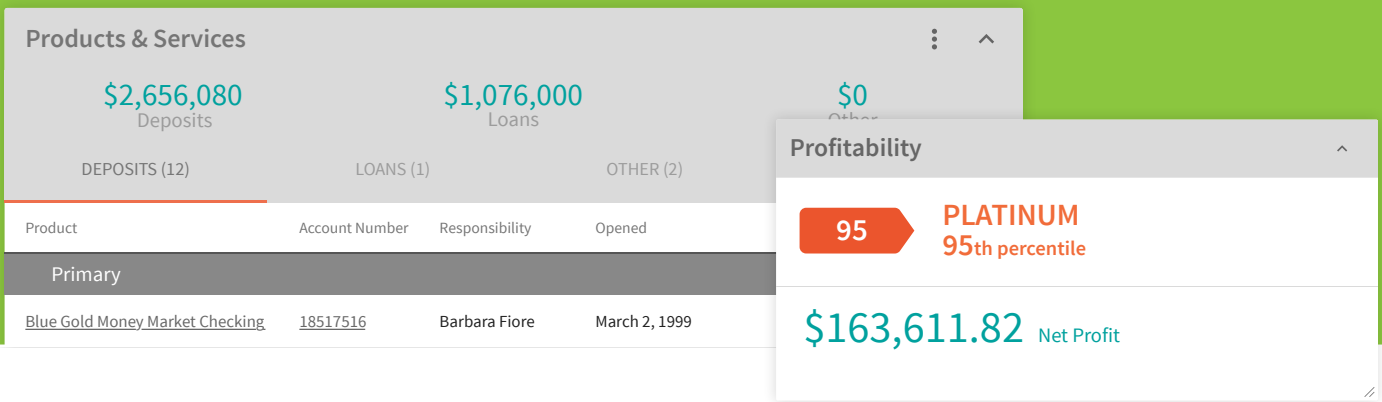 Products & Services
$2,656,080 $1,076,000 $0
Deposits Loans Other
DEPOSITS (12) LOANS (1) OTHER (2)
Product Account Number Responsibility Opened
Primary
Blue Gold Money Market Checking 18517516 Barbara Fiore March 2, 1999
Profitability
95
PLATINUM
95th percentile
$163,611.82 Net Profit